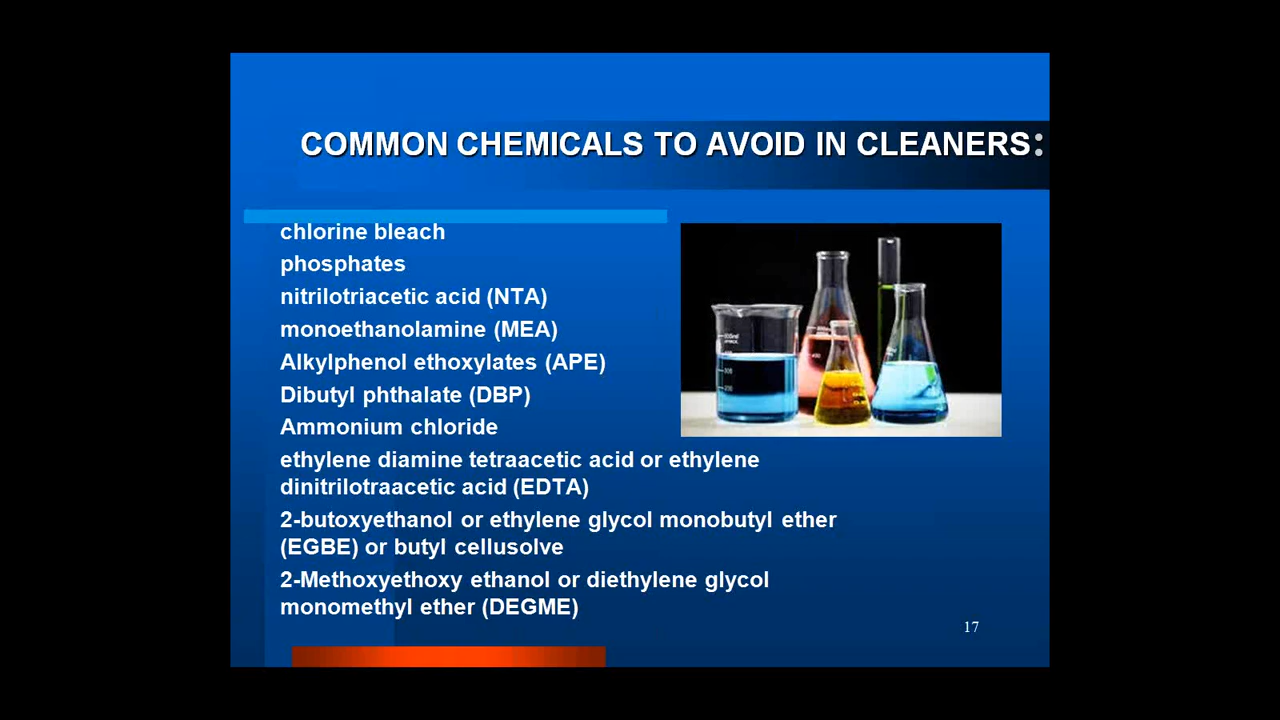 COMMON CHEMICALS TO AVOID IN CLEANERS:
chlorine bleach
phosphates
nitrilotriacetic acid (NTA)
monoethanolamine (MEA)
Alkylphenol ethoxylates (APE)
Dibutyl phthalate (DBP)
Ammonium chloride
ethylene diamine tetraacetic acid or ethylene
dinitrilotraacetic acid (EDTA)
2-butoxyethanol or ethylene glycol monobutyl ether
(EGBE) or butyl cellusolve
2-Methoxyethoxy ethanol or diethylene glycol
monomethyl ether (DEGME)
17